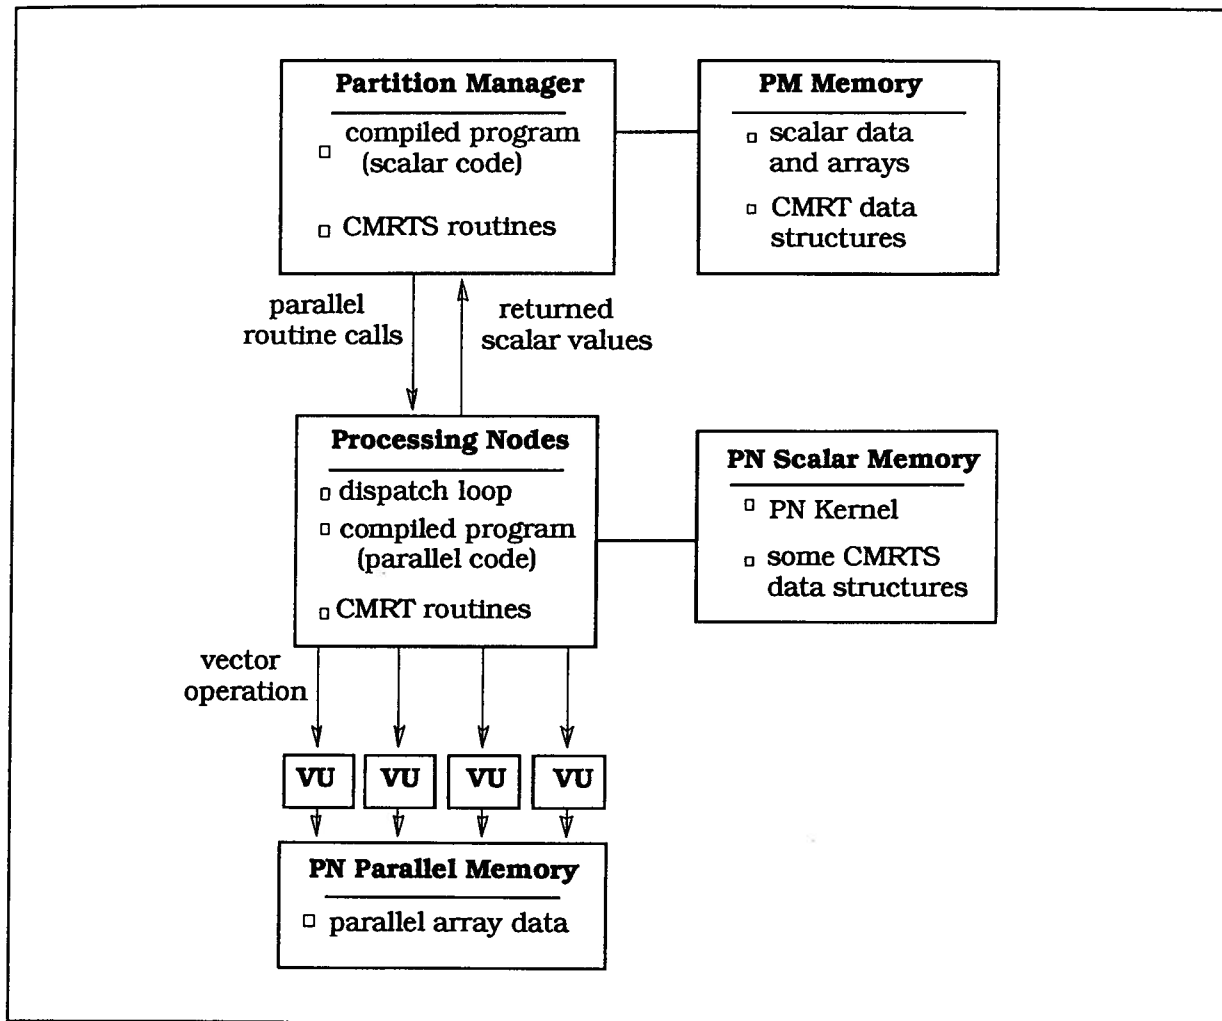 Partition Manager
compiled program
(scalar code)
CMRTS routines
PM Memory
scalar data
and arrays
CMRT data
structures
parallel
routine calls
returned
scalar values
Processing Nodes
dispatch loop
compiled program
(parallel code)
CMRT routines
PN Scalar Memory
PN Kernel
some CMRTS
data structures
vector
operation
VU VU VU VU
PN Parallel Memory
parallel array data